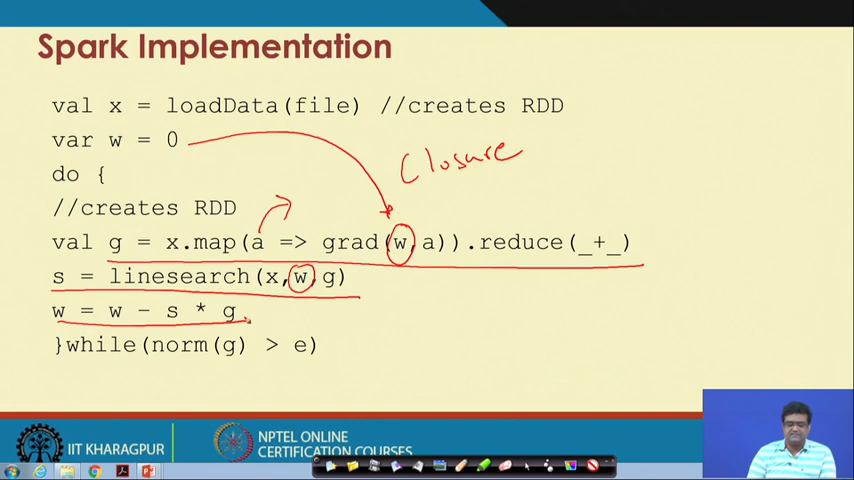 Spark Implementation
val x = loadData(file) //creates RDD
var w = 0
Closure
do {
//creates RDD
val g = x.map(a => grad(w,a)).reduce(_+_)
s = linesearch(x,w,g)
w = w – s * g
}while(norm(g) > e)
IIT KHARAGPUR
NPTEL ONLINE
CERTIFICATION COURSES